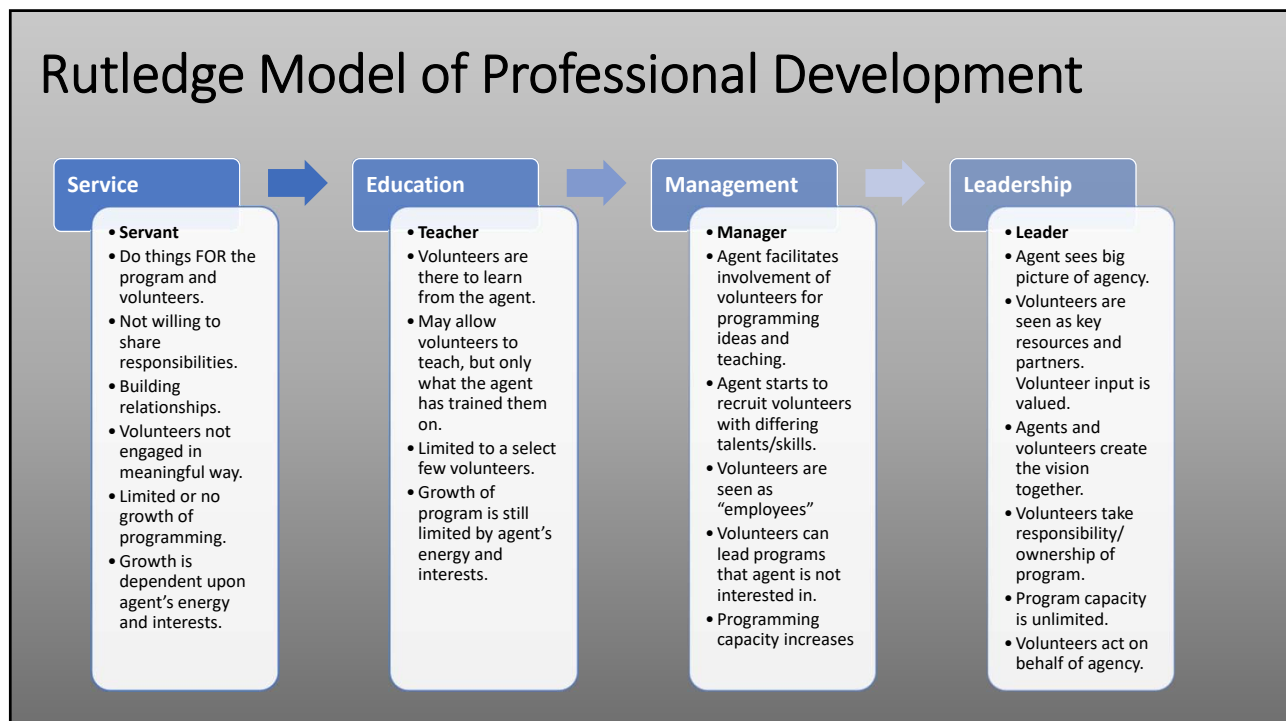 Rutledge Model of Professional Development
Service
• Servant
• Do things FOR the
program and
volunteers.
• Not willing to
share
responsibilities.
• Building
relationships.
• Volunteers not
engaged in
meaningful way.
• Limited or no
growth of
programming.
• Growth is
dependent upon
agent's energy
and interests.
Education
• Teacher
• Volunteers are
there to learn
from the agent.
• May allow
volunteers to
teach, but only
what the agent
has trained them
on.
• Limited to a select
few volunteers.
• Growth of
program is still
limited by agent's
energy and
interests.
Management
• Manager
• Agent facilitates
involvement of
volunteers for
programming
ideas and
teaching.
• Agent starts to
recruit volunteers
with differing
talents/skills.
• Volunteers are
seen as
“employees”
• Volunteers can
lead programs
that agent is not
interested in.
• Programming
capacity increases
Leadership
• Leader
• Agent sees big
picture of agency.
• Volunteers are
seen as key
resources and
partners.
Volunteer input is
valued.
• Agents and
volunteers create
the vision
together.
• Volunteers take
responsibility/
ownership of
program.
• Program capacity
is unlimited.
• Volunteers act on
behalf of agency.